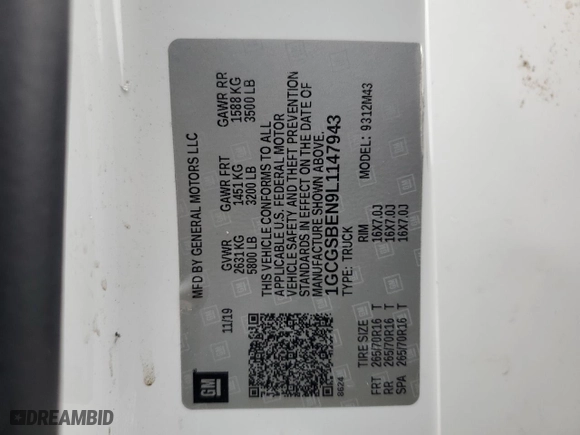 MFD BY GENERAL MOTORS LLC
11/19
GVWR GAWR FRT GAWR RR
2631 KG 1451 KG 1588 KG
5800 LB 3200 LB 3500 LB
THIS VEHICLE CONFORMS TO ALL
APPLICABLE U.S. FEDERAL MOTOR
VEHICLE SAFETY AND THEFT PREVENTION
STANDARDS IN EFFECT ON THE DATE OF
MANUFACTURE SHOWN ABOVE.
1GCGSBEN9L1147943
TYPE: TRUCK MODEL: 9312M43
TIRE SIZE RIM
FRT 265/70R16 T 16X7.0J
RR 265/70R16 T 16X7.0J
SPA 265/70R16 T 16X7.0J
GM
8624
DREAMBID